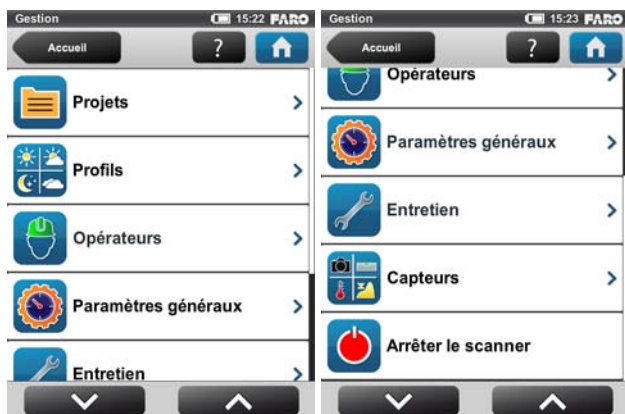 Gestion 15:22 FARO
Accueil ?
Projets
Profils
Opérateurs
Paramètres généraux
Entretien
Gestion 15:23 FARO
Accueil ?
Opérateurs
Paramètres généraux
Entretien
Capteurs
Arrêter le scanner